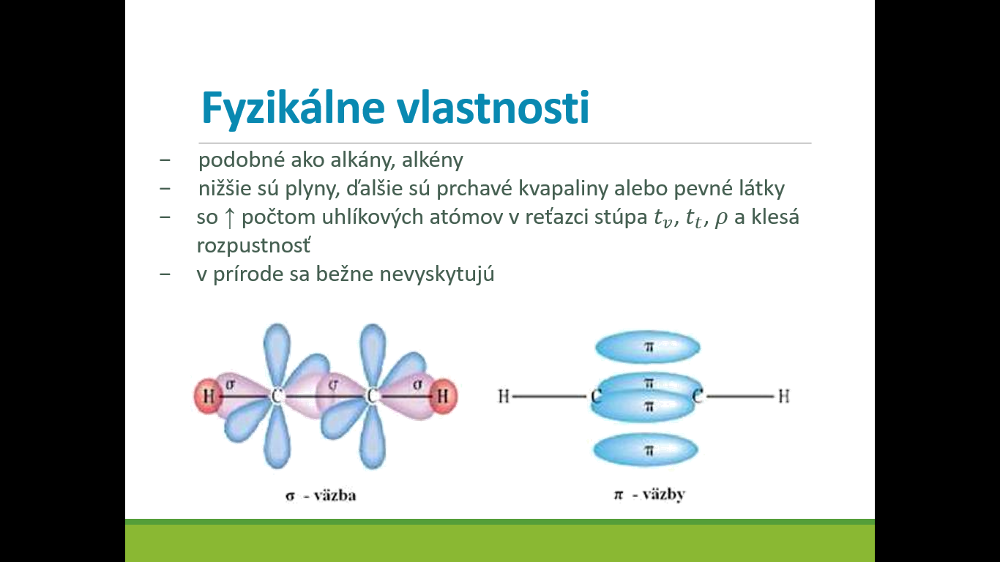 Fyzikálne vlastnosti
− podobné ako alkány, alkény
− nižšie sú plyny, ďalšie sú prchavé kvapaliny alebo pevné látky
− so ↑ počtom uhlíkových atómov v reťazci stúpa t_v, t_t, ρ a klesá
rozpustnosť
− v prírode sa bežne nevyskytujú
π
σ σ σ π
H C C H H C C H
π
π
σ - väzba π - väzby